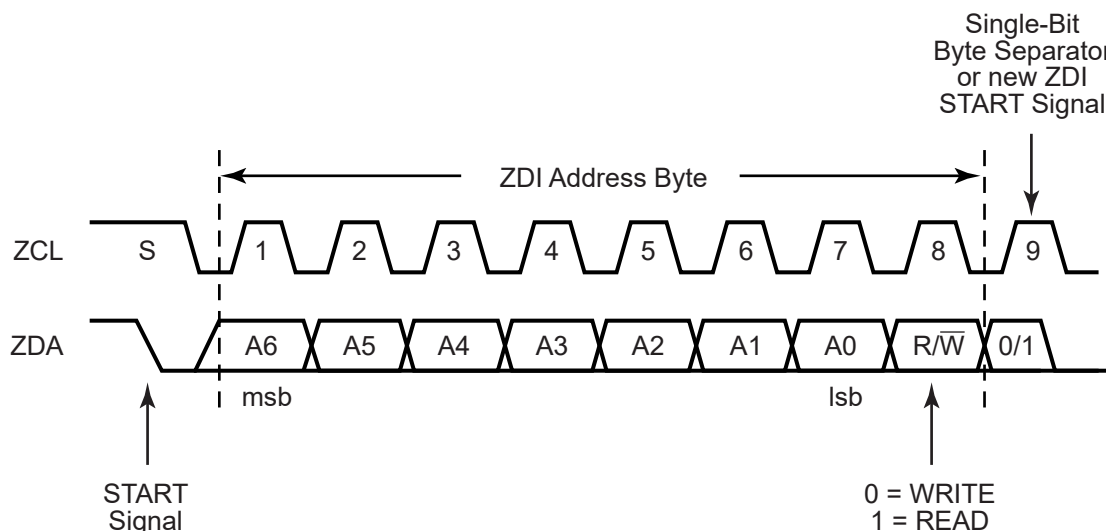 Single-Bit
Byte Separator
or new ZDI
START Signal
ZDI Address Byte
ZCL S 1 2 3 4 5 6 7 8 9
ZDA A6 A5 A4 A3 A2 A1 A0 R/W̅ 0/1
msb lsb
START
Signal
0 = WRITE
1 = READ